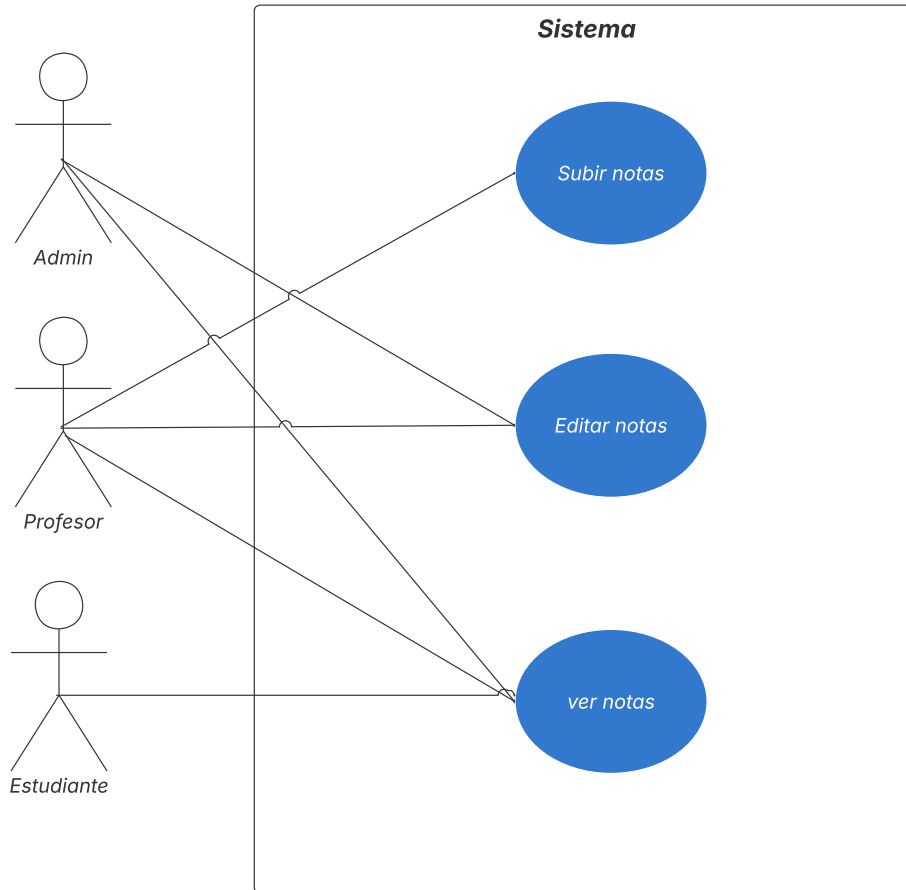 Sistema
Subir notas
Admin
Editar notas
Profesor
ver notas
Estudiante